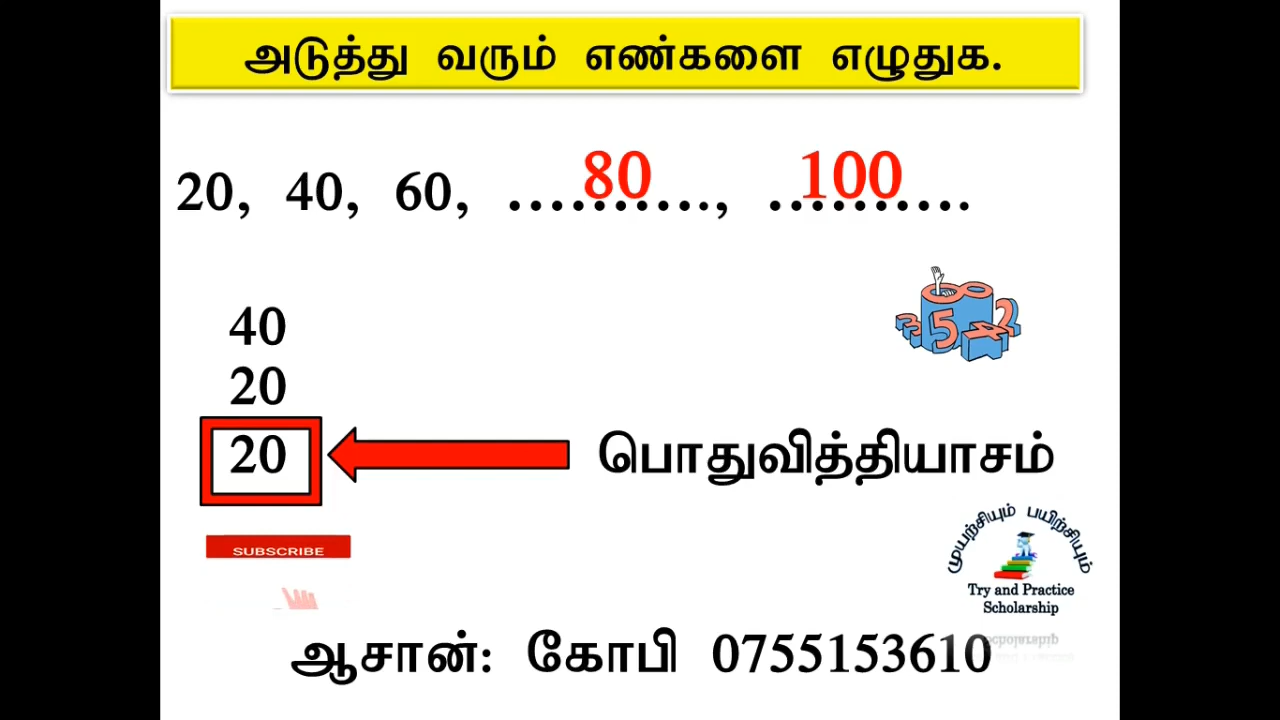 அடுத்து வரும் எண்களை எழுதுக.
20, 40, 60, ..........80, ..........100
40
20
20
பொதுவித்தியாசம்
SUBSCRIBE
முயற்சியும் பயிற்சியும்
Try and Practice
Scholarship
ஆசான்: கோபி 0755153610